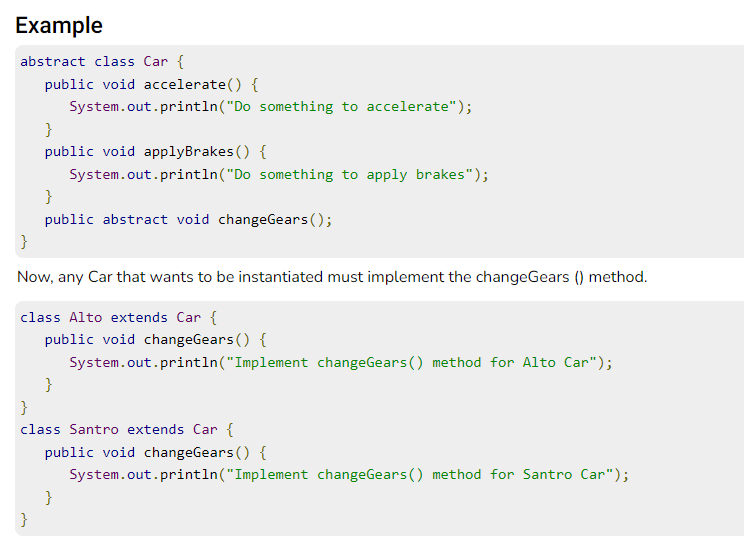 Example
abstract class Car {
   public void accelerate() {
      System.out.println("Do something to accelerate");
   }
   public void applyBrakes() {
      System.out.println("Do something to apply brakes");
   }
   public abstract void changeGears();
}
Now, any Car that wants to be instantiated must implement the changeGears () method.
class Alto extends Car {
   public void changeGears() {
      System.out.println("Implement changeGears() method for Alto Car");
   }
}
class Santro extends Car {
   public void changeGears() {
      System.out.println("Implement changeGears() method for Santro Car");
   }
}